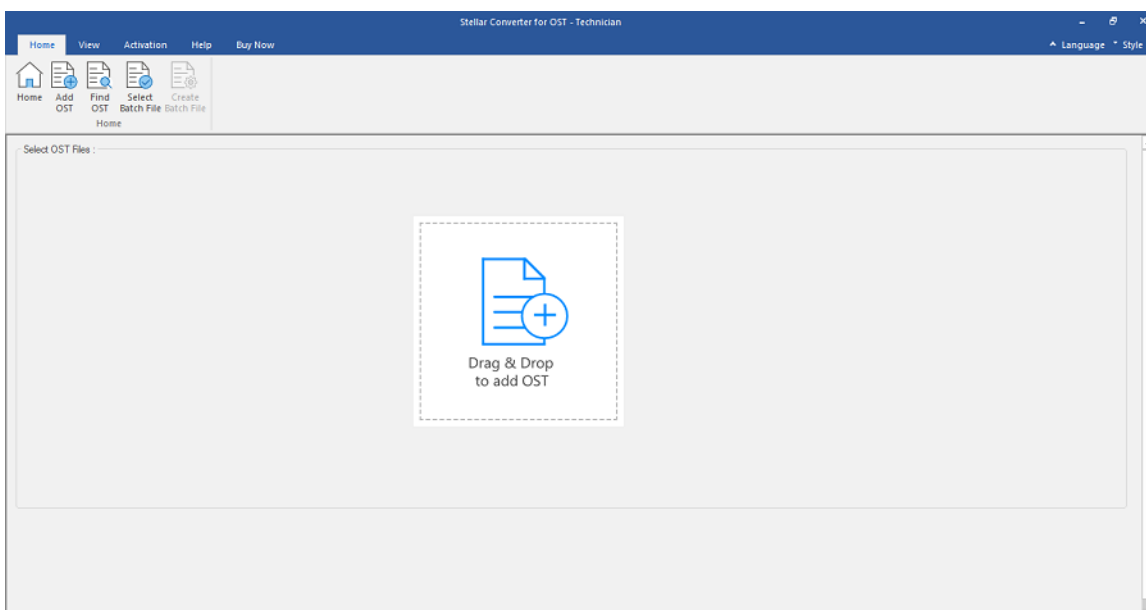 Stellar Converter for OST - Technician
Home View Activation Help Buy Now
Language Style
Home Add OST Find OST Select Batch File Create Batch File
Home
Select OST Files :
Drag & Drop
to add OST